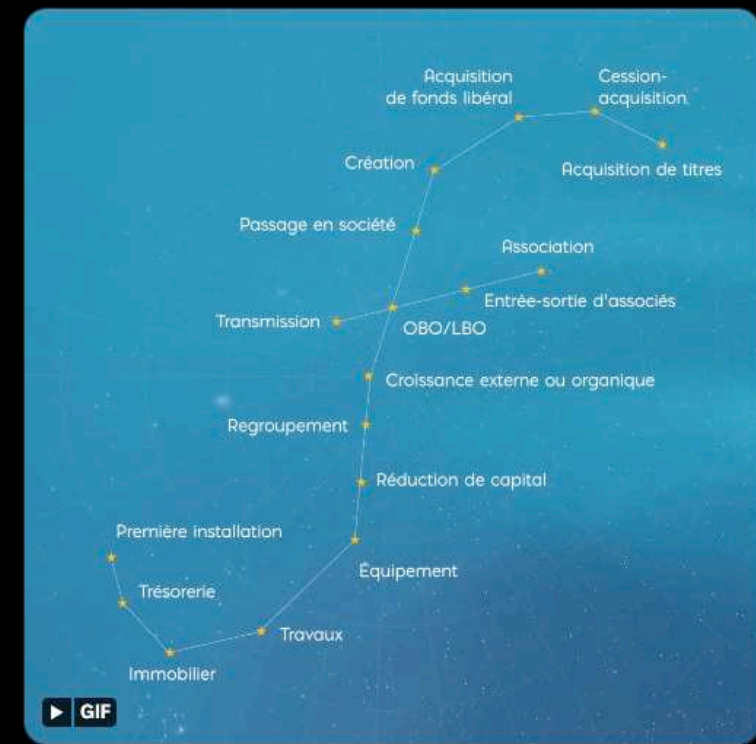 Acquisition
de fonds libéral
Cession-
acquisition
Création
Acquisition de titres
Passage en société
Association
Entrée-sortie d'associés
Transmission
OBO/LBO
Croissance externe ou organique
Regroupement
Réduction de capital
Première installation
Équipement
Trésorerie
Travaux
Immobilier
GIF